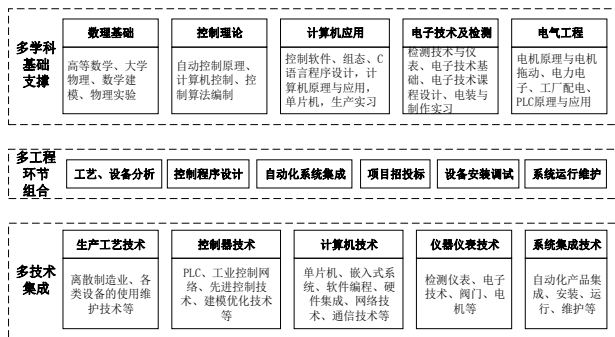 多学科
基础
支撑
数理基础
高等数学、大学
物理、数学建
模、物理实验
控制理论
自动控制原理、
计算机控制、控
制算法编制
计算机应用
控制软件、组态、C
语言程序设计，计
算机原理与应用，
单片机，生产实习
电子技术及检测
检测技术与仪
表、电子技术基
础、电子技术课
程设计、电装与
制作实习
电气工程
电机原理与电机
拖动、电力电
子、工厂配电、
PLC原理与应用
多工程
环节
组合
工艺、设备分析
控制程序设计
自动化系统集成
项目招投标
设备安装调试
系统运行维护
多技术
集成
生产工艺技术
离散制造业、各
类设备的使用维
护技术等
控制器技术
PLC、工业控制网
络、先进控制技
术、建模优化技术
等
计算机技术
单片机、嵌入式系
统、软件编程、硬
件集成、网络技
术、通信技术等
仪器仪表技术
检测仪表、电子
技术、阀门、电
机等
系统集成技术
自动化产品集
成、安装、运
行、维护等